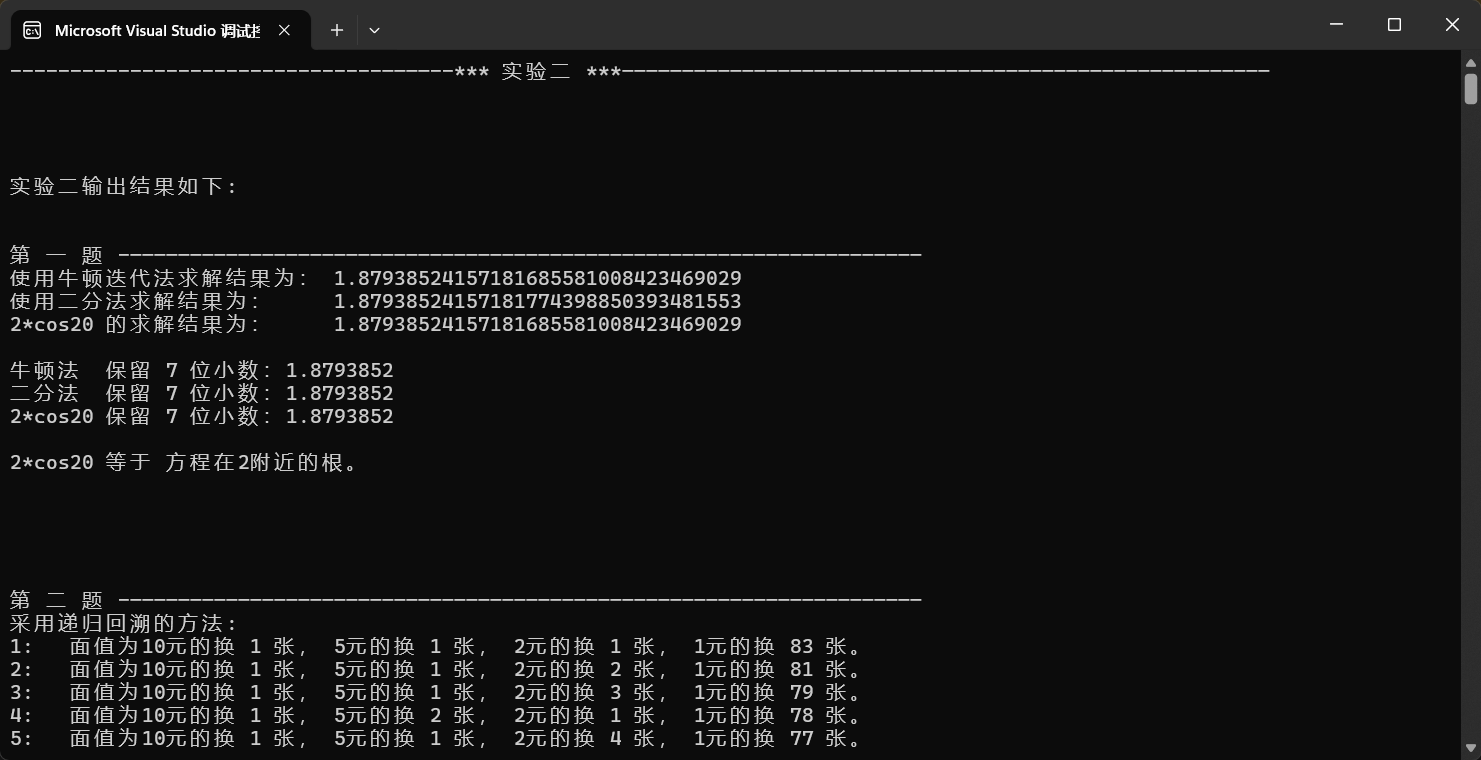 Microsoft Visual Studio 调试
-------------------------------------*** 实验二 ***------------------------------------------------------
实验二输出结果如下：
第 一 题 -------------------------------------------------------------------
使用牛顿迭代法求解结果为： 1.8793852415718168558100842346902​9
使用二分法求解结果为： 1.8793852415718177439885039348155​3
2*cos20 的求解结果为： 1.8793852415718168558100842346902​9
牛顿法 保留 7 位小数：1.8793852
二分法 保留 7 位小数：1.8793852
2*cos20 保留 7 位小数：1.8793852
2*cos20 等于 方程在2附近的根。
第 二 题 -------------------------------------------------------------------
采用递归回溯的方法：
1: 面值为10元的换 1 张， 5元的换 1 张， 2元的换 1 张， 1元的换 83 张。
2: 面值为10元的换 1 张， 5元的换 1 张， 2元的换 2 张， 1元的换 81 张。
3: 面值为10元的换 1 张， 5元的换 1 张， 2元的换 3 张， 1元的换 79 张。
4: 面值为10元的换 1 张， 5元的换 2 张， 2元的换 1 张， 1元的换 78 张。
5: 面值为10元的换 1 张， 5元的换 1 张， 2元的换 4 张， 1元的换 77 张。